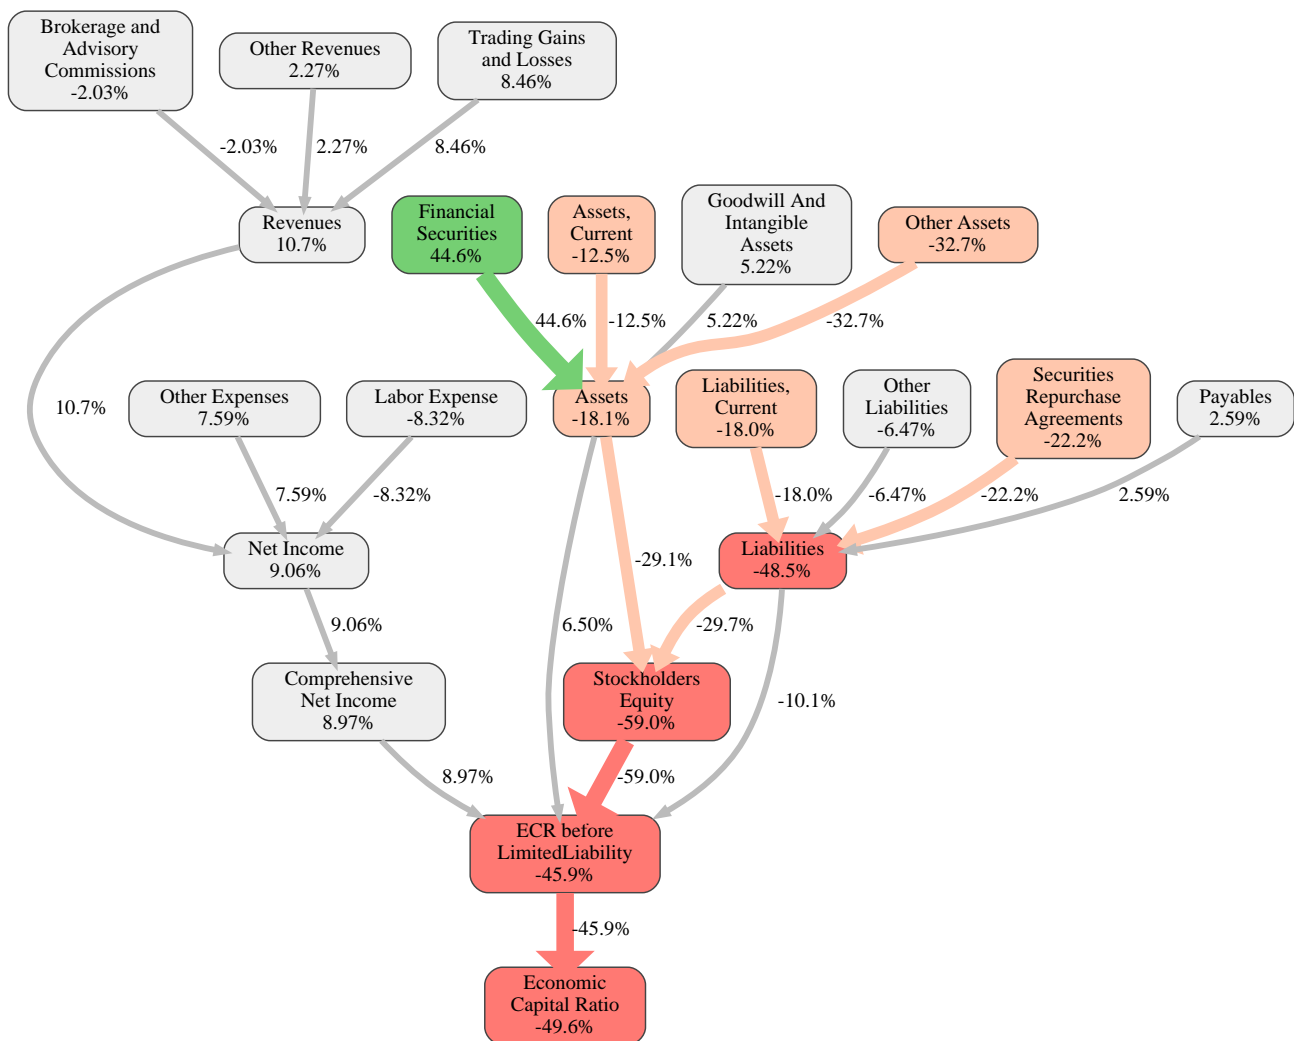 Brokerage and
Advisory
Commissions
-2.03%
Other Revenues
2.27%
Trading Gains
and Losses
8.46%
-2.03%
2.27%
8.46%
Revenues
10.7%
Financial
Securities
44.6%
Assets,
Current
-12.5%
Goodwill And
Intangible
Assets
5.22%
Other Assets
-32.7%
44.6%
-12.5%
5.22%
-32.7%
10.7%
Other Expenses
7.59%
Labor Expense
-8.32%
Assets
-18.1%
Liabilities,
Current
-18.0%
Other
Liabilities
-6.47%
Securities
Repurchase
Agreements
-22.2%
Payables
2.59%
7.59%
-8.32%
-18.0%
-6.47%
-22.2%
2.59%
Net Income
9.06%
-29.1%
Liabilities
-48.5%
9.06%
6.50%
-29.7%
Comprehensive
Net Income
8.97%
Stockholders
Equity
-59.0%
-10.1%
8.97%
-59.0%
ECR before
LimitedLiability
-45.9%
-45.9%
Economic
Capital Ratio
-49.6%